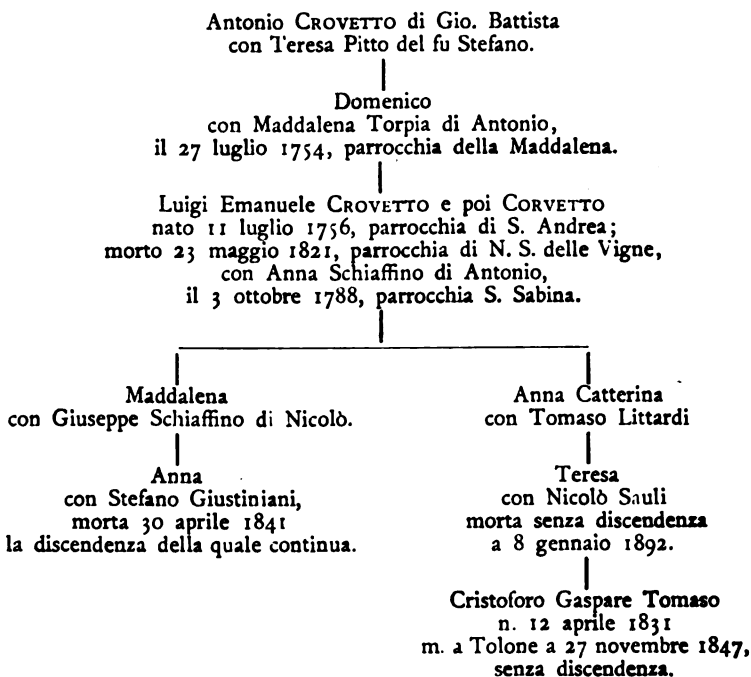 Antonio CROVETTO di Gio. Battista
con Teresa Pitto del fu Stefano.
Domenico
con Maddalena Torpia di Antonio,
il 27 luglio 1754, parrocchia della Maddalena.
Luigi Emanuele CROVETTO e poi CORVETTO
nato 11 luglio 1756, parrocchia di S. Andrea;
morto 23 maggio 1821, parrocchia di N. S. delle Vigne,
con Anna Schiaffino di Antonio,
il 3 ottobre 1788, parrocchia S. Sabina.
Maddalena
con Giuseppe Schiaffino di Nicolò.
Anna
con Stefano Giustiniani,
morta 30 aprile 1841
la discendenza della quale continua.
Anna Catterina
con Tomaso Littardi
Teresa
con Nicolò Sauli
morta senza discendenza
a 8 gennaio 1892.
Cristoforo Gaspare Tomaso
n. 12 aprile 1831
m. a Tolone a 27 novembre 1847,
senza discendenza.